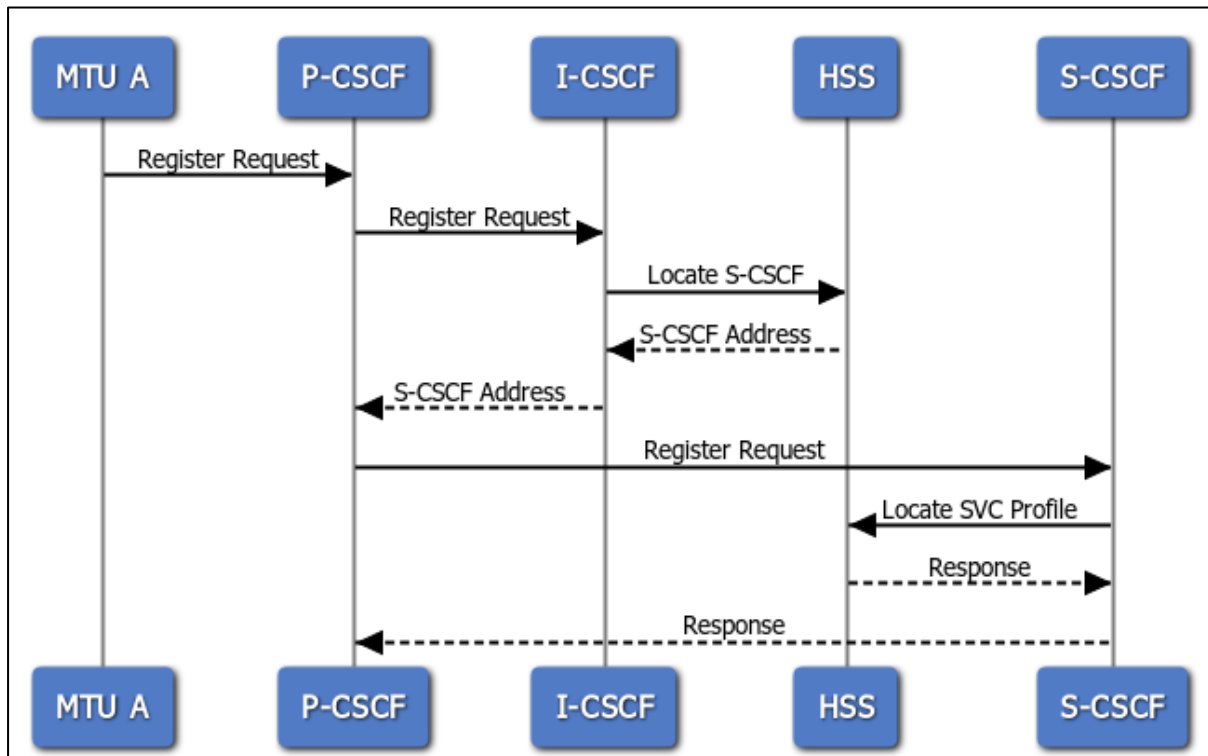 MTU A
P-CSCF
I-CSCF
HSS
S-CSCF
Register Request
Register Request
Locate S-CSCF
S-CSCF Address
S-CSCF Address
Register Request
Locate SVC Profile
Response
Response
MTU A
P-CSCF
I-CSCF
HSS
S-CSCF